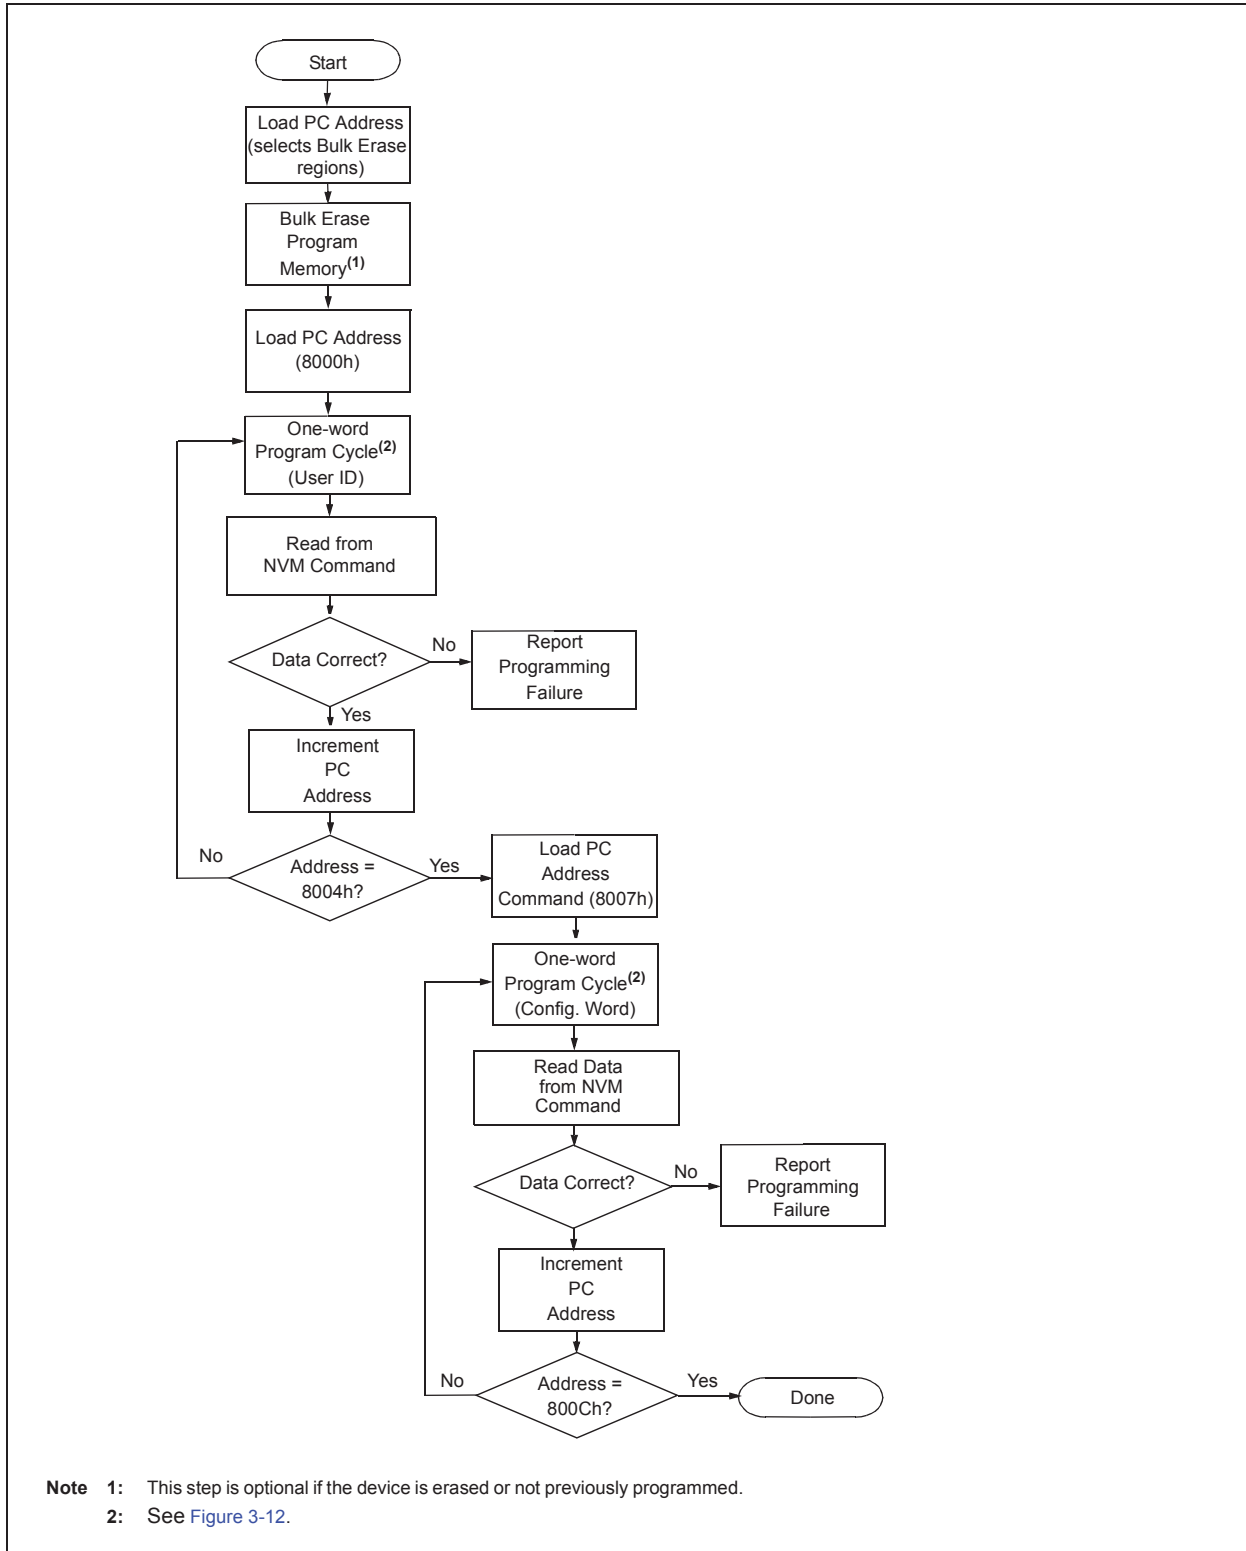 Start
Load PC Address
(selects Bulk Erase
regions)
Bulk Erase
Program
Memory(1)
Load PC Address
(8000h)
One-word
Program Cycle(2)
(User ID)
Read from
NVM Command
Data Correct?
No
Report
Programming
Failure
Yes
Increment
PC
Address
Address =
8004h?
No
Yes
Load PC
Address
Command (8007h)
One-word
Program Cycle(2)
(Config. Word)
Read Data
from NVM
Command
Data Correct?
No
Report
Programming
Failure
Increment
PC
Address
Address =
800Ch?
No
Yes
Done
Note 1: This step is optional if the device is erased or not previously programmed.
2: See Figure 3-12.